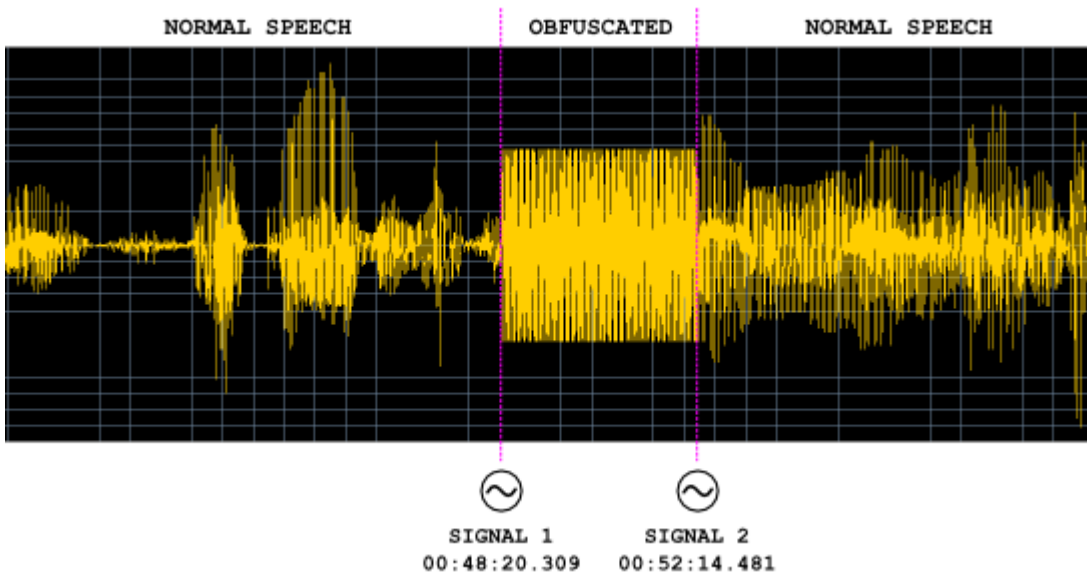 NORMAL SPEECH OBFUSCATED NORMAL SPEECH
SIGNAL 1 SIGNAL 2
00:48:20.309 00:52:14.481